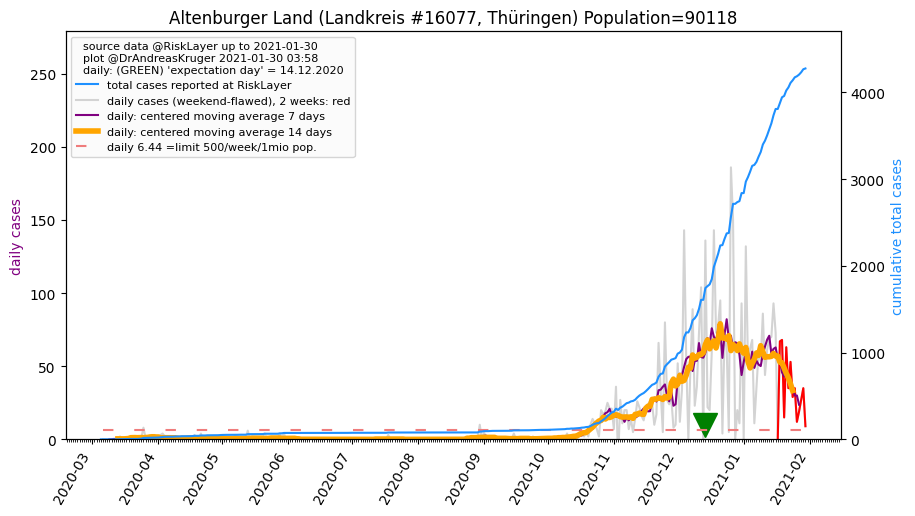 Altenburger Land (Landkreis #16077, Thüringen) Population=90118
source data @RiskLayer up to 2021-01-30
plot @DrAndreasKruger 2021-01-30 03:58
daily: (GREEN) 'expectation day' = 14.12.2020
total cases reported at RiskLayer
daily cases (weekend-flawed), 2 weeks: red
daily: centered moving average 7 days
daily: centered moving average 14 days
daily 6.44 =limit 500/week/1mio pop.
daily cases
250
200
150
100
50
0
cumulative total cases
4000
3000
2000
1000
0
2020-03
2020-04
2020-05
2020-06
2020-07
2020-08
2020-09
2020-10
2020-11
2020-12
2021-01
2021-02